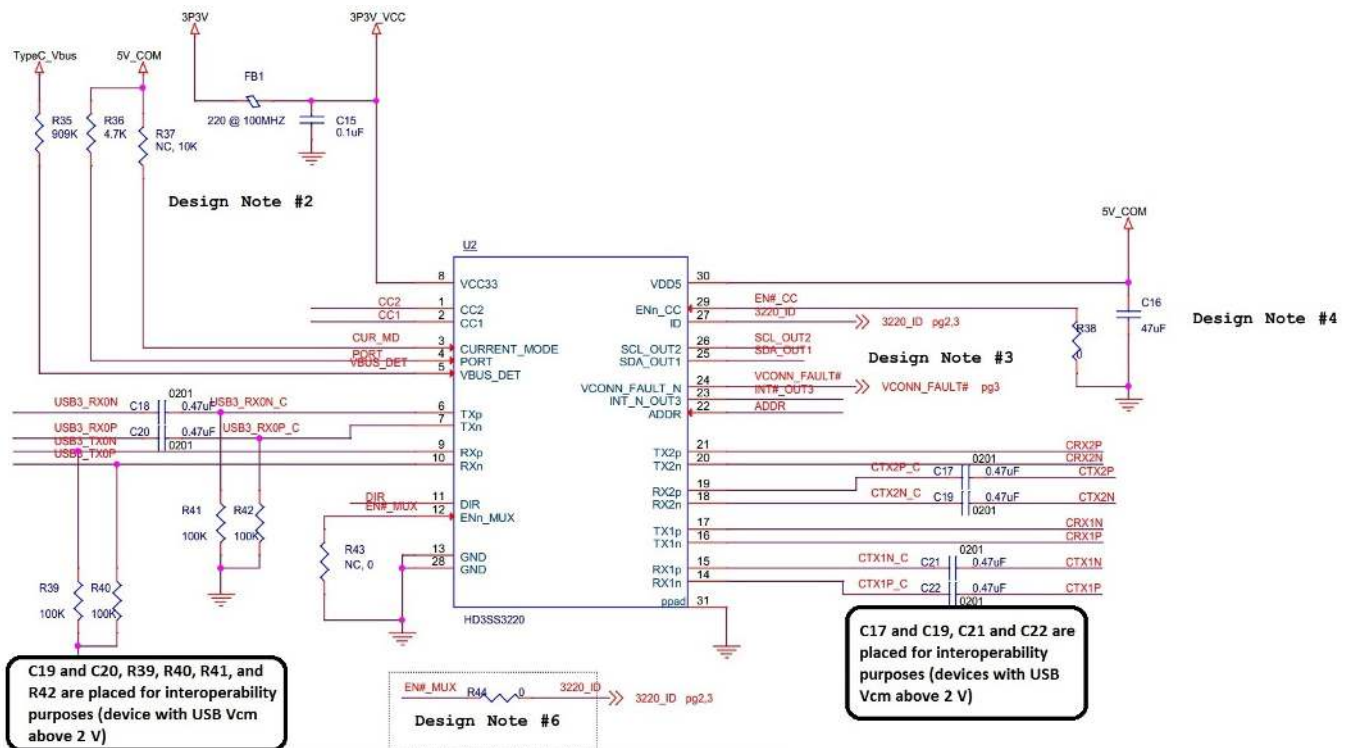 3P3V
3P3V_VCC
TypeC_Vbus
5V_COM
FB1
R35
909K
R36
4.7K
R37
NC, 10K
220 @ 100MHZ
C15
0.1uF
Design Note #2
5V_COM
U2
8
VCC33
VDD5
30
CC2
1
CC2
ENn_CC
29
EN#_CC
CC1
2
CC1
ID
27
3220_ID
3220_ID pg2,3
C16
47uF
Design Note #4
R38
0
CUR_MD
3
CURRENT_MODE
SCL_OUT2
26
SCL_OUT2
PORT
4
PORT
SDA_OUT1
25
SDA_OUT1
Design Note #3
VBUS_DET
5
VBUS_DET
VCONN_FAULT_N
24
VCONN_FAULT#
VCONN_FAULT# pg3
INT_N_OUT3
23
INT#_OUT3
ADDR
22
ADDR
USB3_RX0N
C18
0201
0.47uF
USB3_RX0N_C
6
TXp
USB3_RX0P
C20
0.47uF
0201
USB3_RX0P_C
7
TXn
USB3_TX0N
9
RXp
USB3_TX0P
10
RXn
TX2p
21
CRX2P
TX2n
20
CRX2N
RX2p
19
CTX2P_C
C17
0201
0.47uF
CTX2P
RX2n
18
CTX2N_C
C19
0.47uF
0201
CTX2N
DIR
11
DIR
EN#_MUX
12
ENn_MUX
TX1p
17
CRX1N
TX1n
16
CRX1P
R41
100K
R42
100K
R43
NC, 0
13
GND
28
GND
RX1p
15
CTX1N_C
C21
0201
0.47uF
CTX1N
RX1n
14
CTX1P_C
C22
0.47uF
0201
CTX1P
ppad
31
R39
100K
R40
100K
HD3SS3220
C19 and C20, R39, R40, R41, and
R42 are placed for interoperability
purposes (device with USB Vcm
above 2 V)
EN#_MUX
R44
0
3220_ID
3220_ID pg2,3
Design Note #6
C17 and C19, C21 and C22 are
placed for interoperability
purposes (devices with USB
Vcm above 2 V)